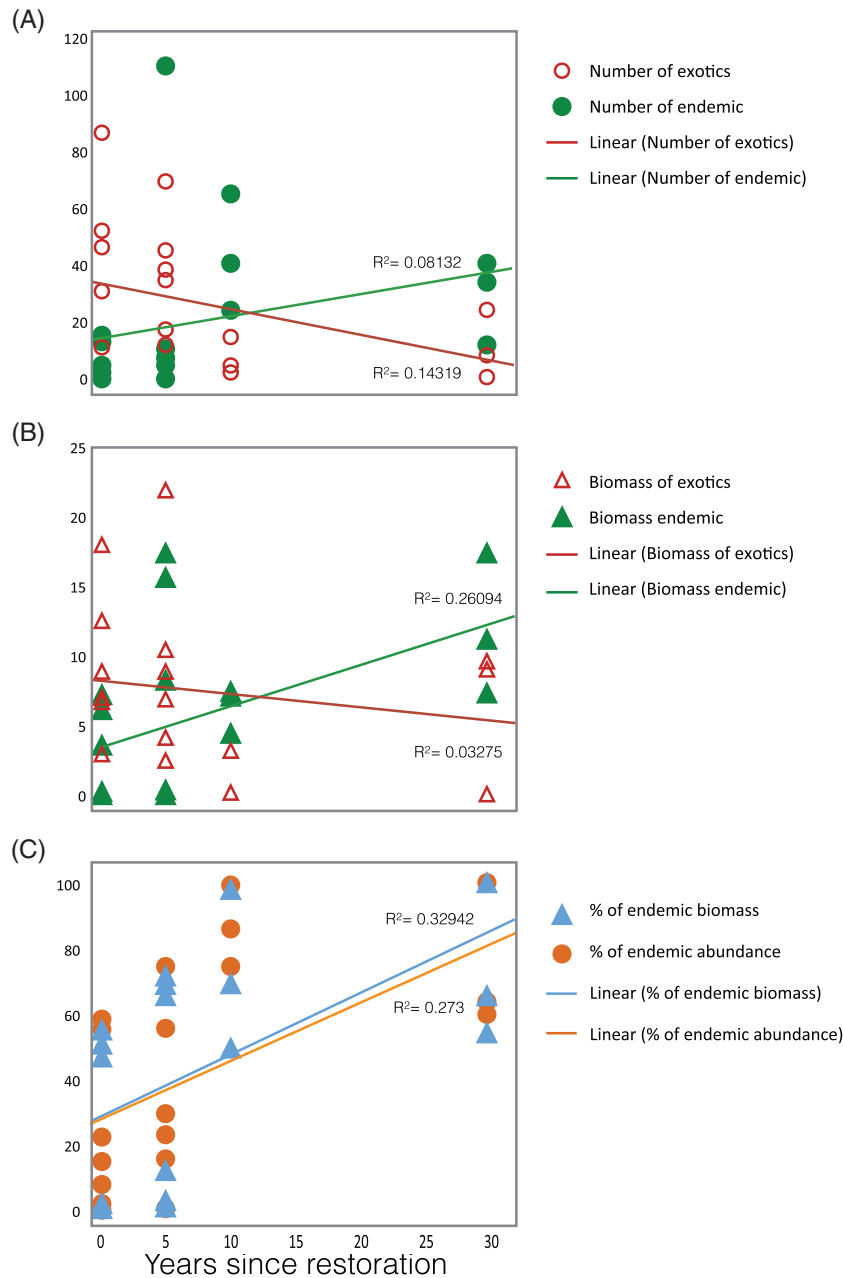 (A)
120
100
80
60
40
20
0
R²= 0.08132
R²= 0.14319
Number of exotics
Number of endemic
Linear (Number of exotics)
Linear (Number of endemic)
(B)
25
20
15
10
5
0
R²= 0.26094
R²= 0.03275
Biomass of exotics
Biomass endemic
Linear (Biomass of exotics)
Linear (Biomass endemic)
(C)
100
80
60
40
20
0
R²= 0.32942
R²= 0.273
% of endemic biomass
% of endemic abundance
Linear (% of endemic biomass)
Linear (% of endemic abundance)
0 5 10 15 20 25 30
Years since restoration